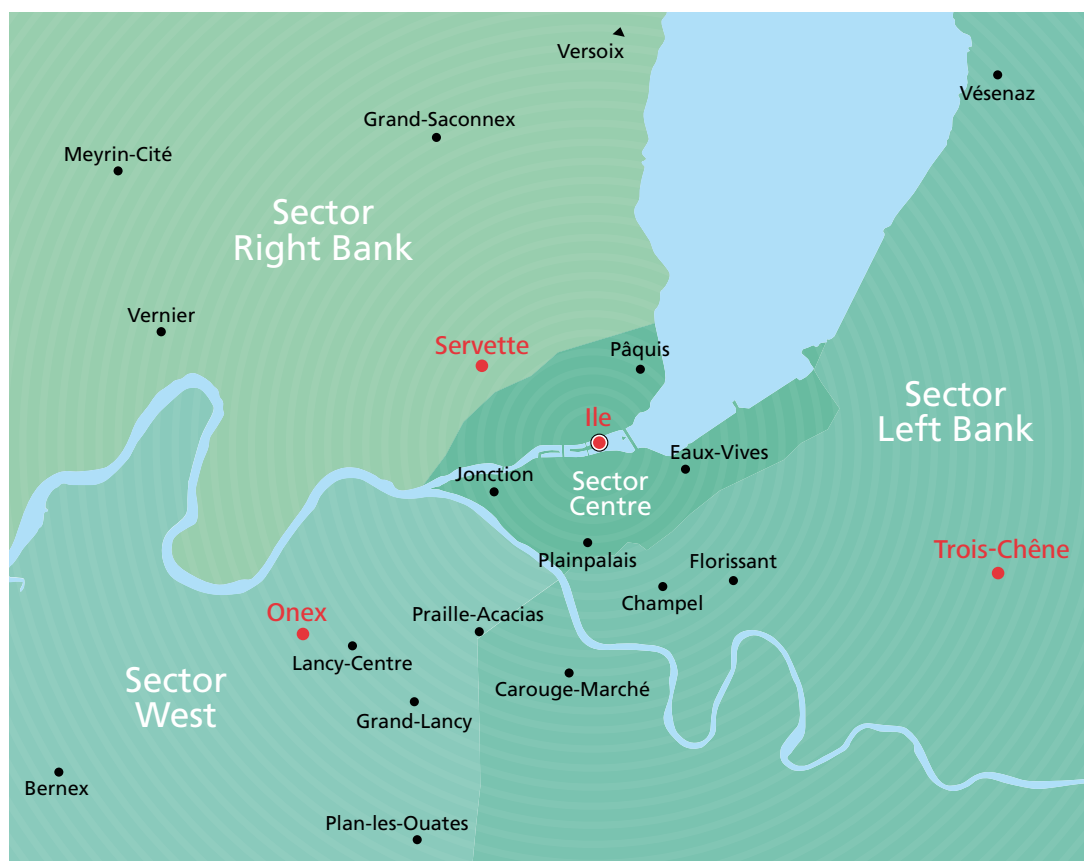 Versoix
Vésenaz
Grand-Saconnex
Meyrin-Cité
Sector
Right Bank
Vernier
Servette
Pâquis
Sector
Left Bank
Ile
Eaux-Vives
Jonction
Sector
Centre
Plainpalais
Florissant
Trois-Chêne
Champel
Onex
Praille-Acacias
Lancy-Centre
Sector
West
Carouge-Marché
Grand-Lancy
Bernex
Plan-les-Ouates